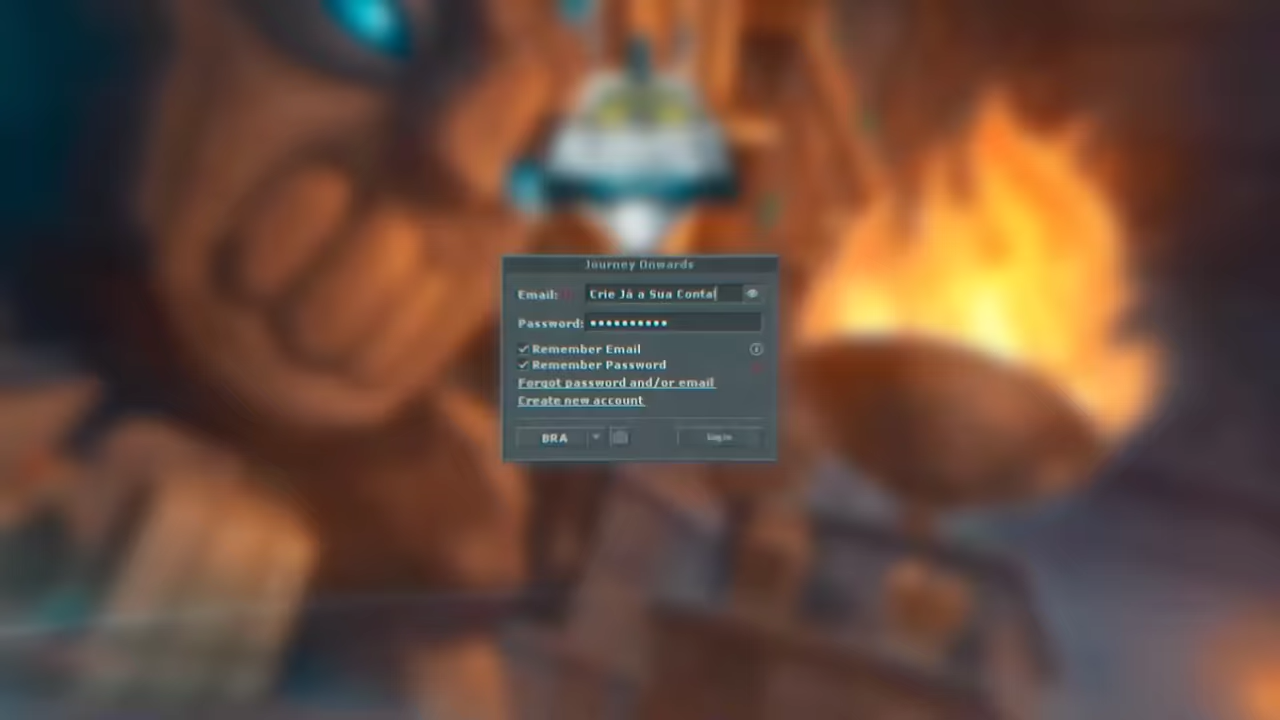 Journey Onwards
Email: Crie Já a Sua Conta
Password: ••••••••••
Remember Email
Remember Password
Forgot password and/or email
Create new account
BRA
Log in